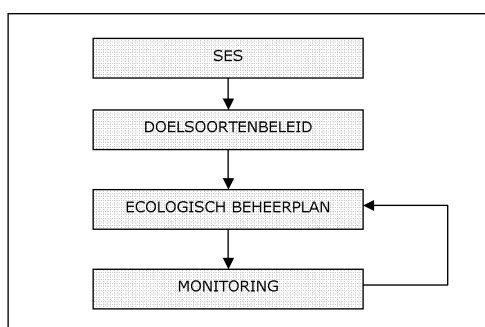 SES
DOELSOORTENBELEID
ECOLOGISCH BEHEERPLAN
MONITORING